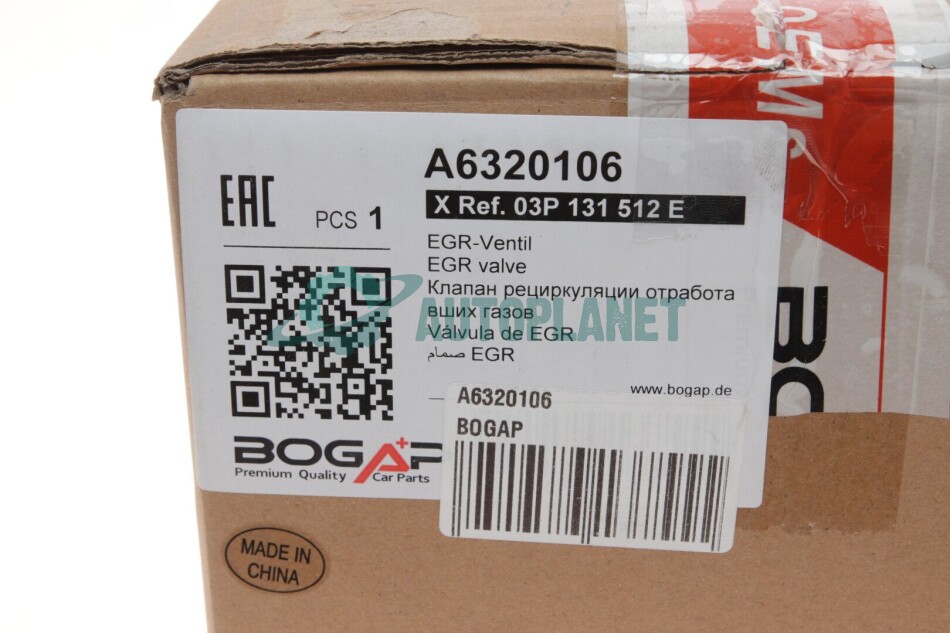 OEM
A6320106
X Ref. 03P 131 512 E
EAC
PCS 1
EGR-Ventil
EGR valve
Клапан рециркуляции отработа
вших газов
Válvula de EGR
صمام EGR
AUTOPLANET
www.bogap.de
BOGAP
Premium Quality Car Parts
A6320106
BOGAP
MADE IN
CHINA